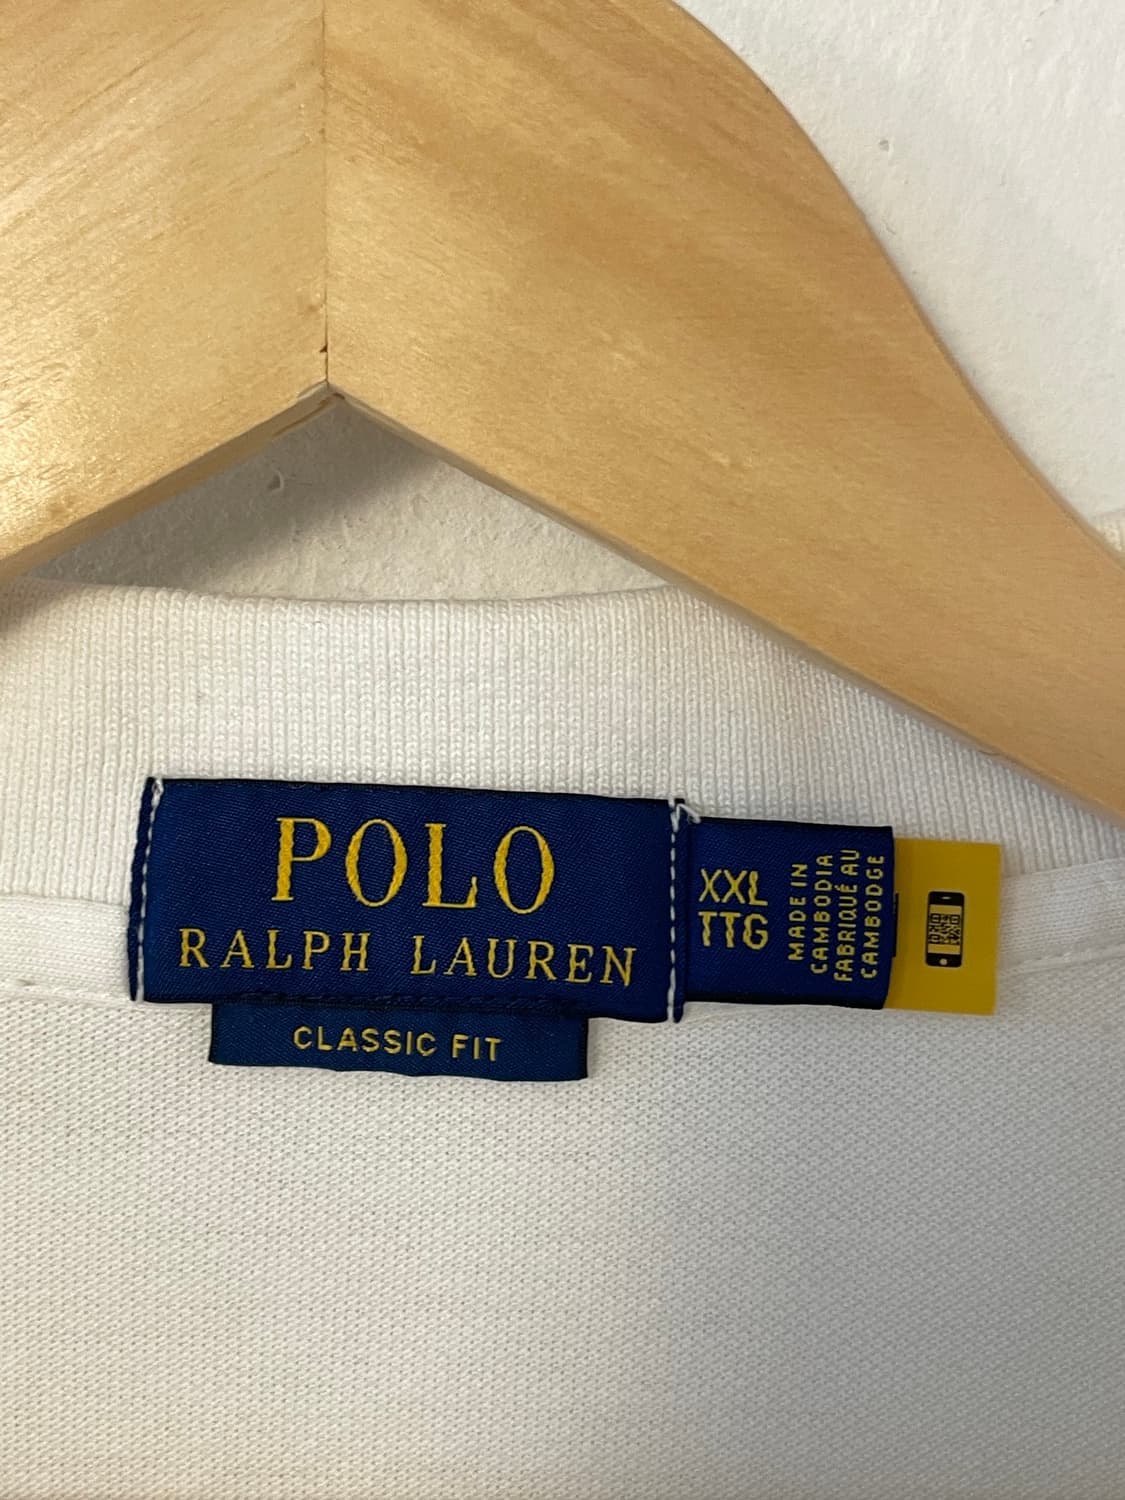 POLO
RALPH LAUREN
CLASSIC FIT
XXL
TTG
MADE IN
CAMBODIA
FABRIQUÉ AU
CAMBODGE